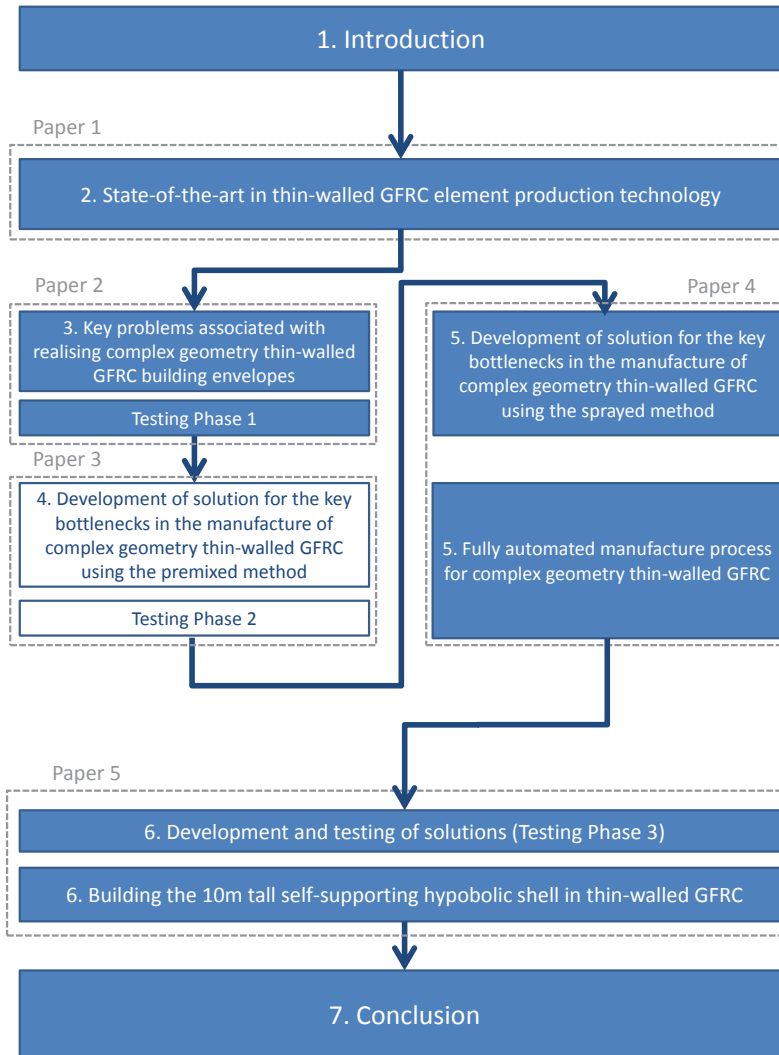 1. Introduction
Paper 1
2. State-of-the-art in thin-walled GFRC element production technology
Paper 2
3. Key problems associated with
realising complex geometry thin-walled
GFRC building envelopes
Testing Phase 1
Paper 3
4. Development of solution for the key
bottlenecks in the manufacture of
complex geometry thin-walled GFRC
using the premixed method
Testing Phase 2
Paper 4
5. Development of solution for the key
bottlenecks in the manufacture of
complex geometry thin-walled GFRC
using the sprayed method
5. Fully automated manufacture process
for complex geometry thin-walled GFRC
Paper 5
6. Development and testing of solutions (Testing Phase 3)
6. Building the 10m tall self-supporting hypobolic shell in thin-walled GFRC
7. Conclusion